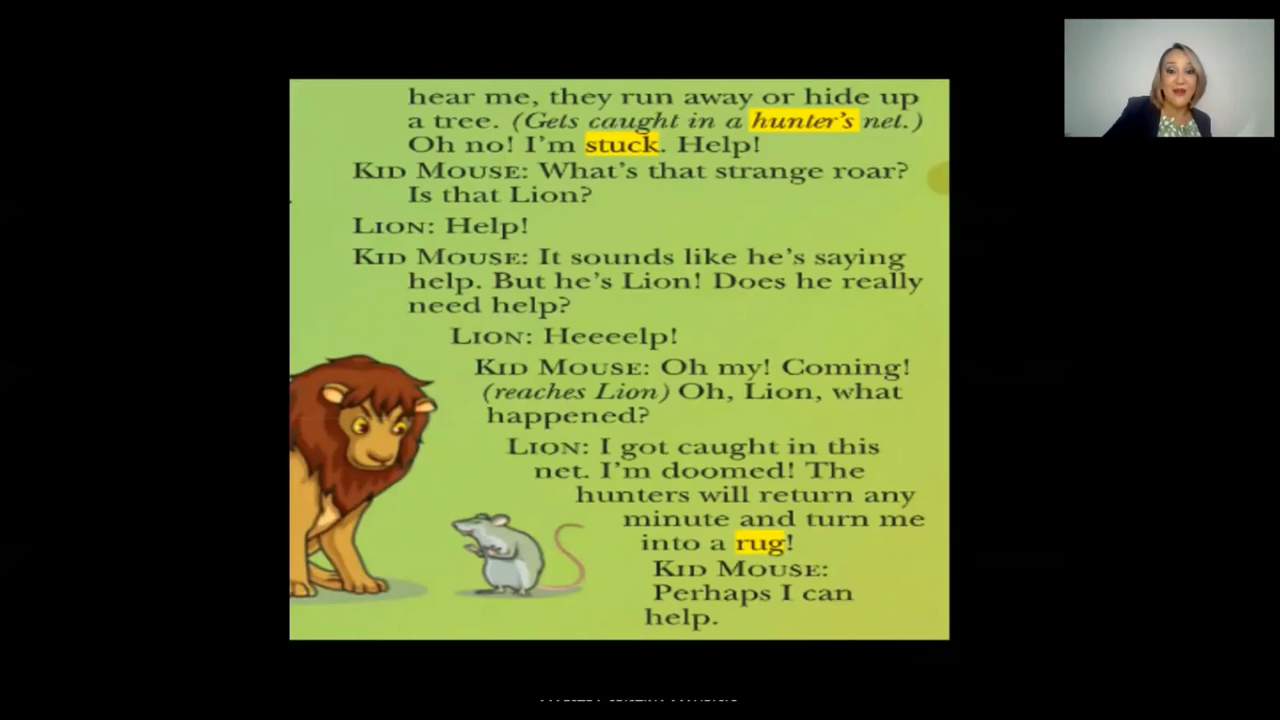 hear me, they run away or hide up
a tree. (Gets caught in a hunter's net.)
Oh no! I'm stuck. Help!
KID MOUSE: What's that strange roar?
Is that Lion?
LION: Help!
KID MOUSE: It sounds like he's saying
help. But he's Lion! Does he really
need help?
LION: Heeeelp!
KID MOUSE: Oh my! Coming!
(reaches Lion) Oh, Lion, what
happened?
LION: I got caught in this
net. I'm doomed! The
hunters will return any
minute and turn me
into a rug!
KID MOUSE:
Perhaps I can
help.